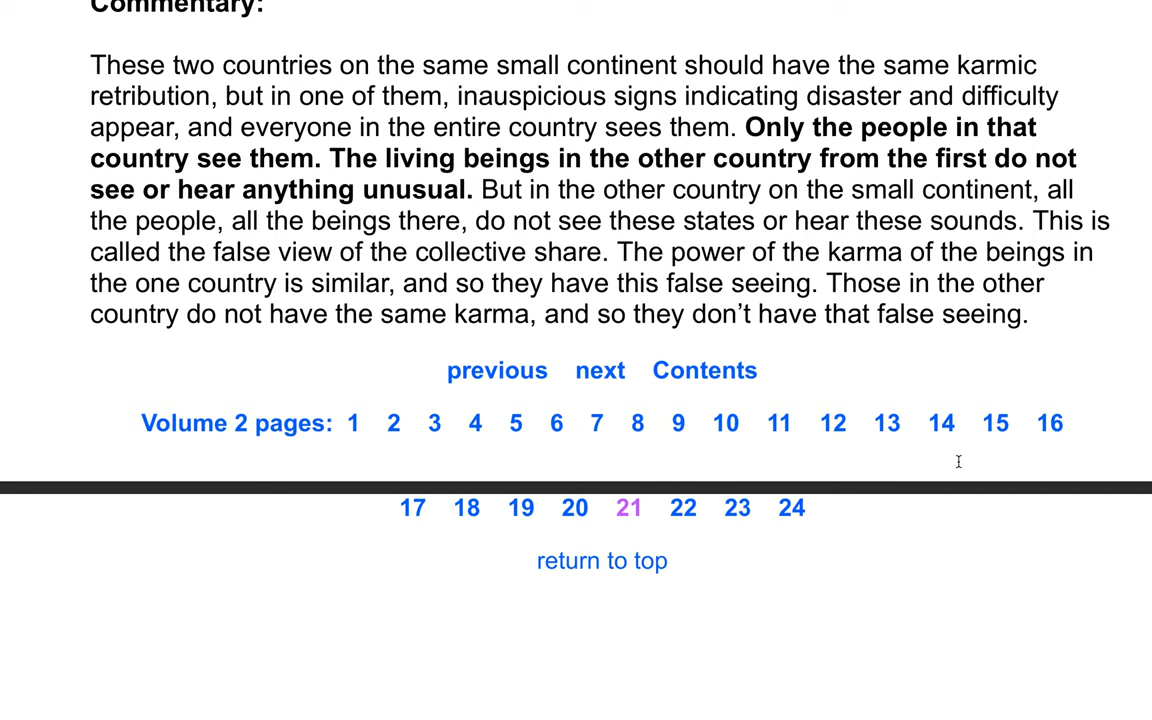 Commentary:
These two countries on the same small continent should have the same karmic
retribution, but in one of them, inauspicious signs indicating disaster and difficulty
appear, and everyone in the entire country sees them. Only the people in that
country see them. The living beings in the other country from the first do not
see or hear anything unusual. But in the other country on the small continent, all
the people, all the beings there, do not see these states or hear these sounds. This is
called the false view of the collective share. The power of the karma of the beings in
the one country is similar, and so they have this false seeing. Those in the other
country do not have the same karma, and so they don’t have that false seeing.
previous next Contents
Volume 2 pages: 1 2 3 4 5 6 7 8 9 10 11 12 13 14 15 16
17 18 19 20 21 22 23 24
return to top